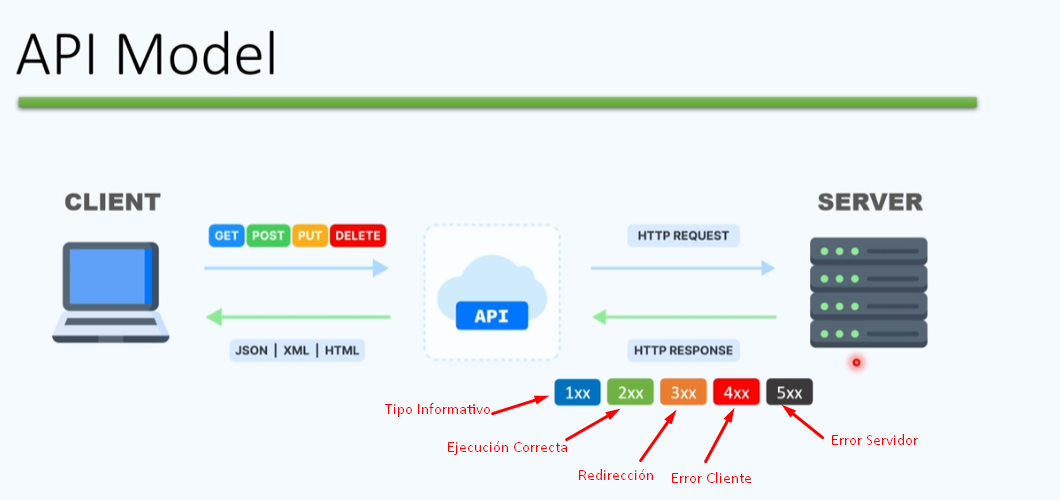 API Model
CLIENT
SERVER
GET POST PUT DELETE
HTTP REQUEST
API
JSON | XML | HTML
HTTP RESPONSE
1xx 2xx 3xx 4xx 5xx
Tipo Informativo
Ejecución Correcta
Redirección
Error Cliente
Error Servidor